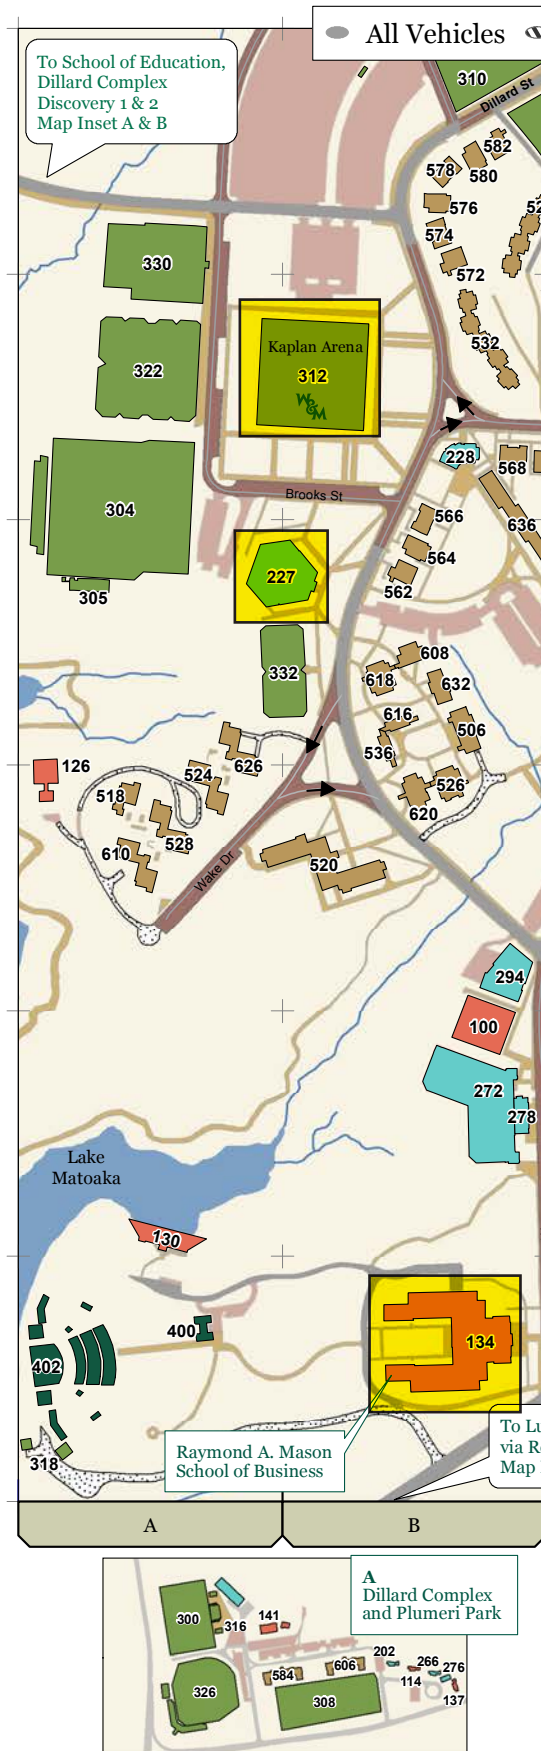 All Vehicles
To School of Education,
Dillard Complex
Discovery 1 & 2
Map Inset A & B
310
Dillard St
582
578
580
576
574
572
330
532
Kaplan Arena
322
312
W&M
228
568
Brooks St
304
636
566
564
562
227
305
332
608
618
632
616
506
536
626
126
524
526
518
620
528
610
520
Wake Dr
294
100
272
278
Lake
Matoaka
130
400
134
402
To Lu
via R
Map
Raymond A. Mason
School of Business
318
A
B
A
Dillard Complex
and Plumeri Park
300
316
141
202
606
266
276
584
114
137
326
308